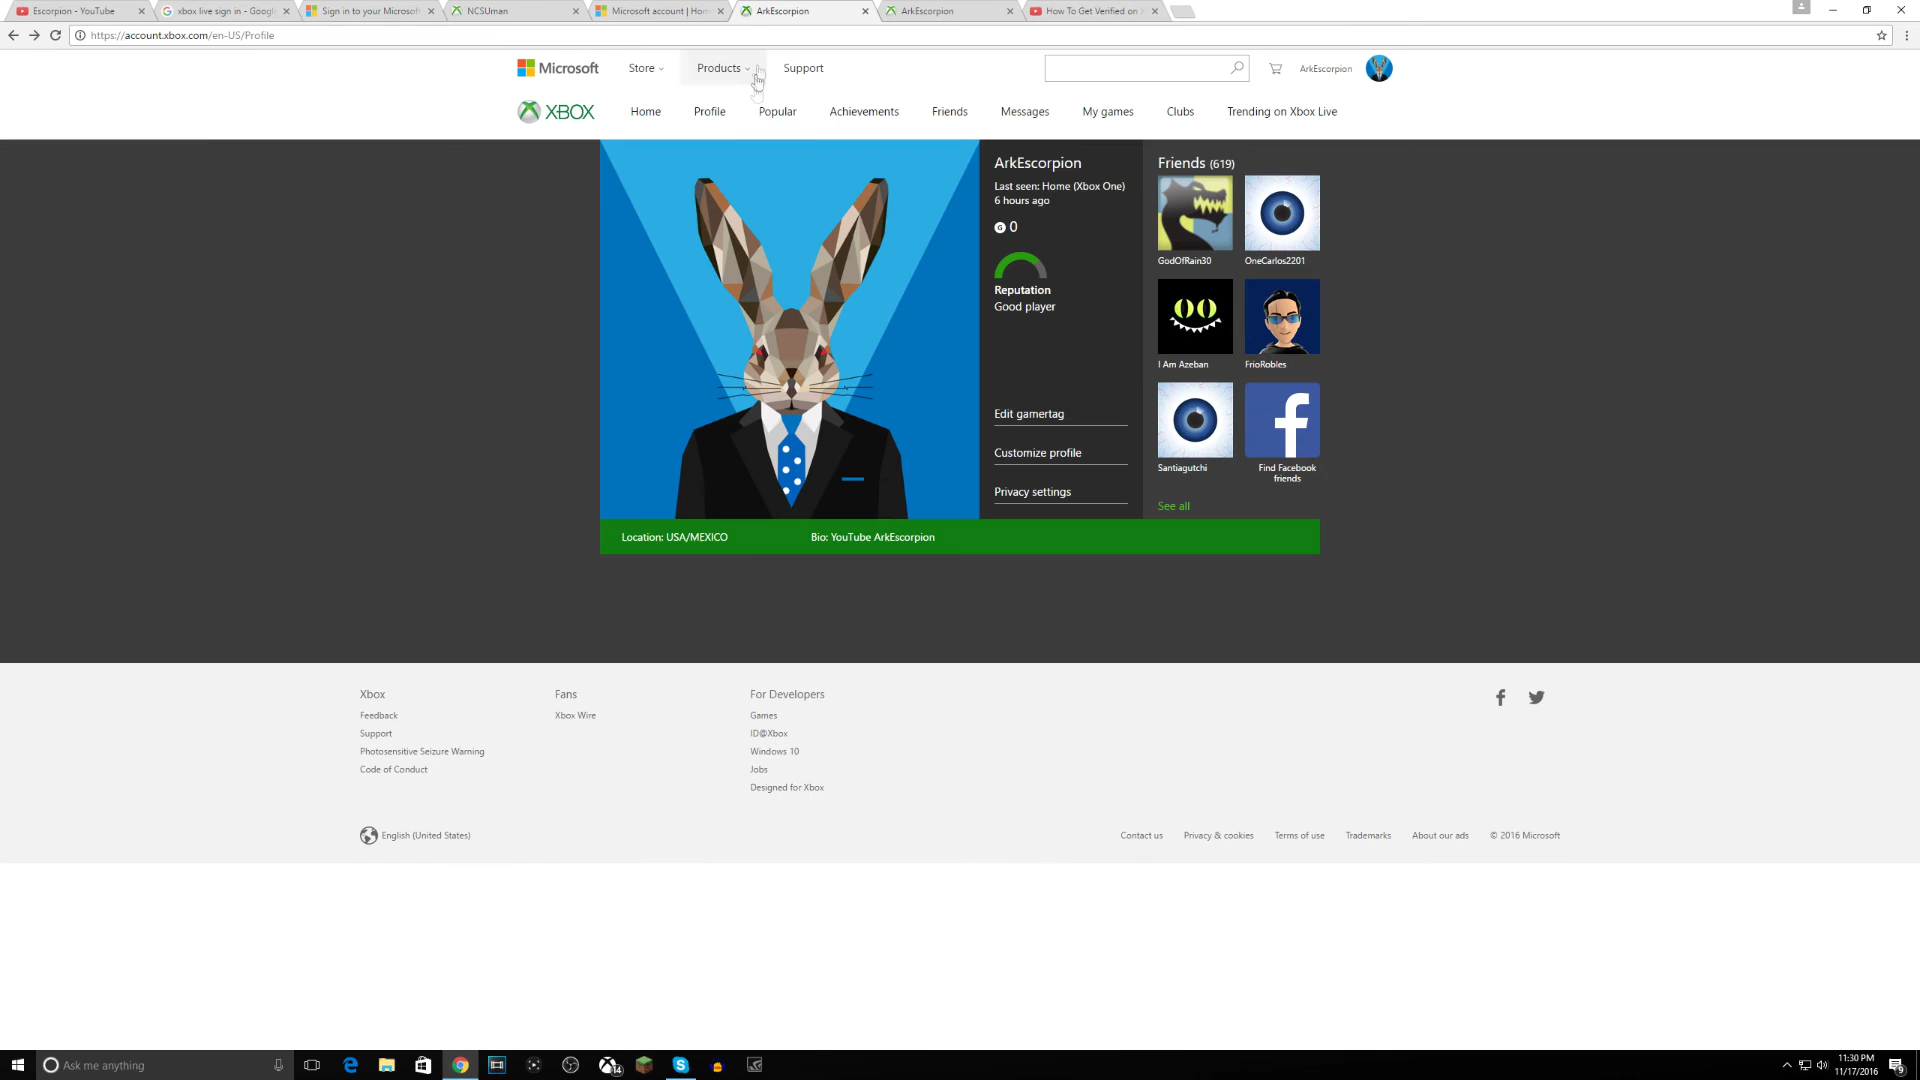 Escorpion - YouTube
xbox live sign in - Googl
Sign in to your Microsoft
NCSUman
Microsoft account | Hom
ArkEscorpion
ArkEscorpion
How To Get Verified on
https://account.xbox.com/en-US/Profile
Microsoft
Store
Products
Support
ArkEscorpion
XBOX
Home
Profile
Popular
Achievements
Friends
Messages
My games
Clubs
Trending on Xbox Live
ArkEscorpion
Last seen: Home (Xbox One)
6 hours ago
G 0
Reputation
Good player
Edit gamertag
Customize profile
Privacy settings
Friends (619)
GodOfRain30
OneCarlos2201
I Am Azeban
FrioRobles
Santiagutchi
Find Facebook
friends
See all
Location: USA/MEXICO
Bio: YouTube ArkEscorpion
Xbox
Feedback
Support
Photosensitive Seizure Warning
Code of Conduct
Fans
Xbox Wire
For Developers
Games
ID@Xbox
Windows 10
Jobs
Designed for Xbox
English (United States)
Contact us
Privacy & cookies
Terms of use
Trademarks
About our ads
© 2016 Microsoft
Ask me anything
14
11:30 PM
11/17/2016
9